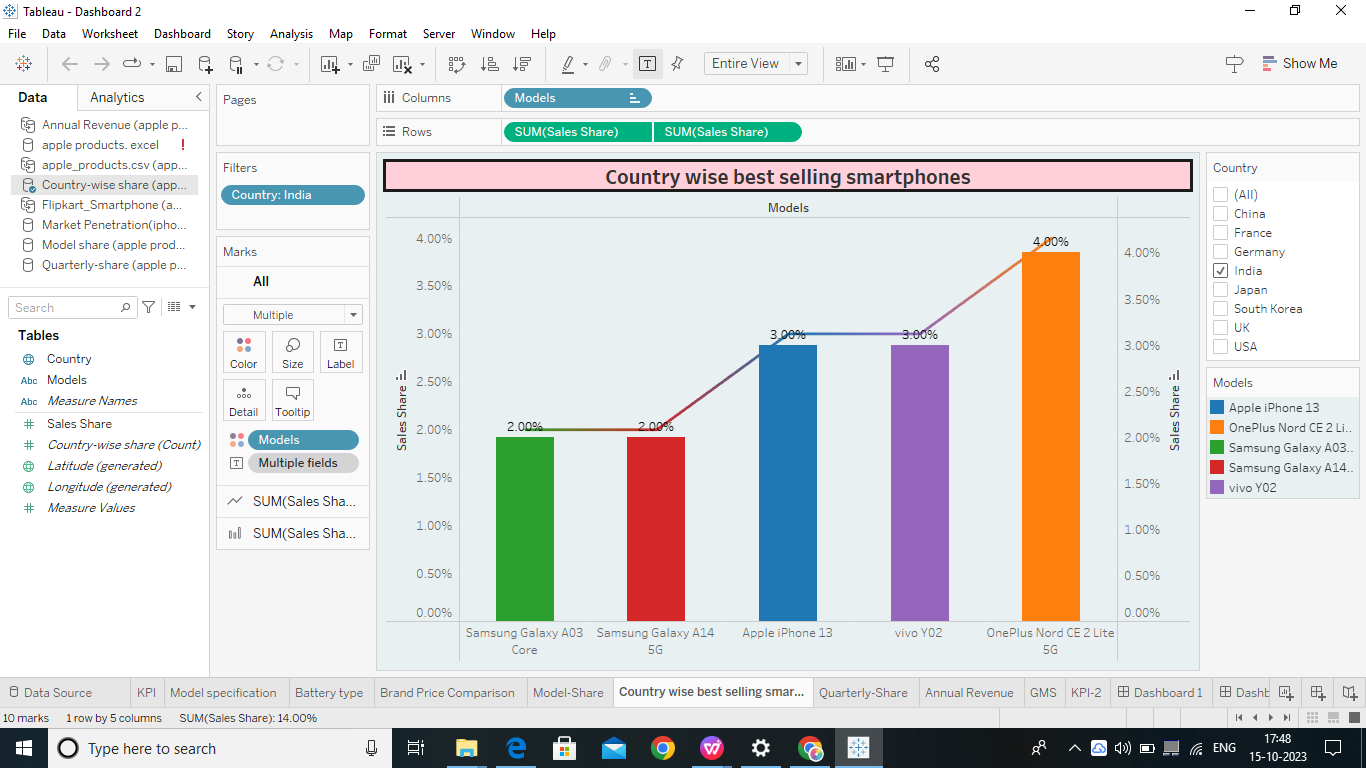 Tableau - Dashboard 2
File Data Worksheet Dashboard Story Analysis Map Format Server Window Help
Entire View
Show Me
Data Analytics
Annual Revenue (apple p...
apple products. excel !
apple_products.csv (app...
Country-wise share (app...
Flipkart_Smartphone (a...
Market Penetration(ipho...
Model share (apple prod...
Quarterly-share (apple p...
Search
Tables
Country
Abc Models
Abc Measure Names
# Sales Share
# Country-wise share (Count)
Latitude (generated)
Longitude (generated)
# Measure Values
Pages
Filters
Country: India
Marks
All
Multiple
Color Size Label
Detail Tooltip
Models
T Multiple fields
SUM(Sales Sha...
SUM(Sales Sha...
Columns Models
Rows SUM(Sales Share) SUM(Sales Share)
Country wise best selling smartphones
Models
4.00%
3.50%
3.00%
2.50%
2.00%
1.50%
1.00%
0.50%
0.00%
Sales Share
2.00%
2.00%
3.00%
3.00%
4.00%
4.00%
3.50%
3.00%
2.50%
2.00%
1.50%
1.00%
0.50%
0.00%
Sales Share
Samsung Galaxy A03
Core
Samsung Galaxy A14
5G
Apple iPhone 13
vivo Y02
OnePlus Nord CE 2 Lite
5G
Country
(All)
China
France
Germany
India
Japan
South Korea
UK
USA
Models
Apple iPhone 13
OnePlus Nord CE 2 Li..
Samsung Galaxy A03..
Samsung Galaxy A14..
vivo Y02
Data Source KPI Model specification Battery type Brand Price Comparison Model-Share Country wise best selling smar... Quarterly-Share Annual Revenue GMS KPI-2 Dashboard 1 Dashb
10 marks 1 row by 5 columns SUM(Sales Share): 14.00%
Type here to search
ENG
17:48
15-10-2023